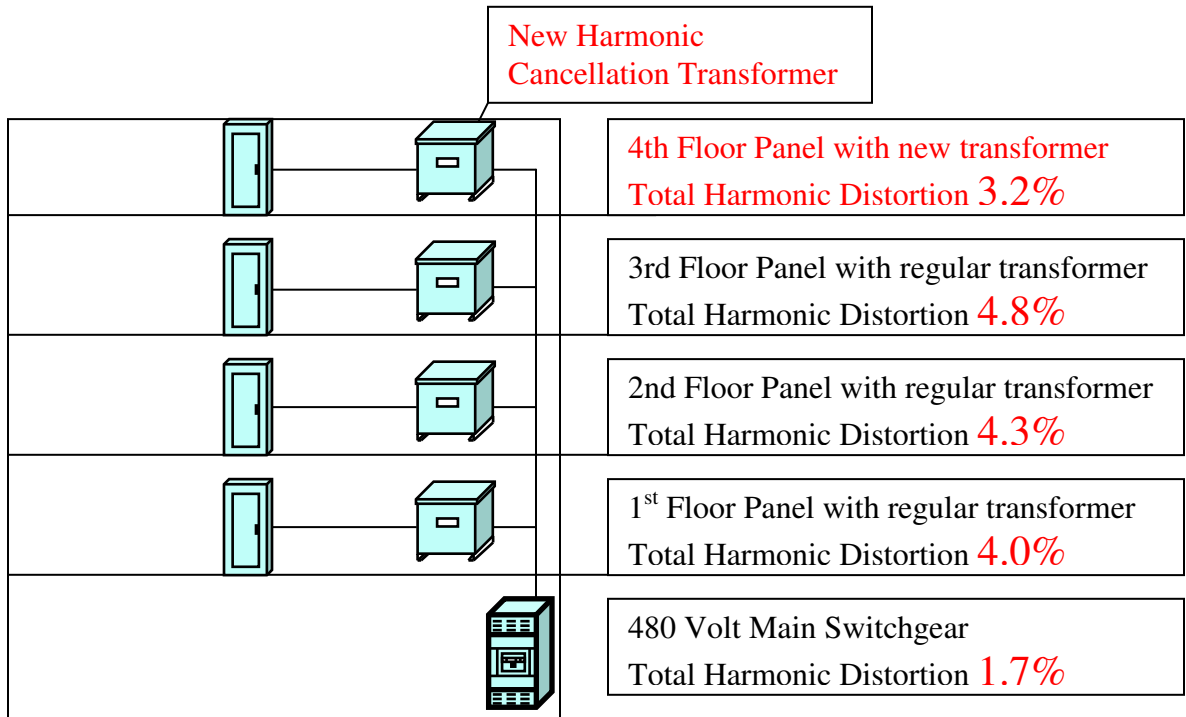 New Harmonic
Cancellation Transformer
4th Floor Panel with new transformer
Total Harmonic Distortion 3.2%
3rd Floor Panel with regular transformer
Total Harmonic Distortion 4.8%
2nd Floor Panel with regular transformer
Total Harmonic Distortion 4.3%
1st Floor Panel with regular transformer
Total Harmonic Distortion 4.0%
480 Volt Main Switchgear
Total Harmonic Distortion 1.7%